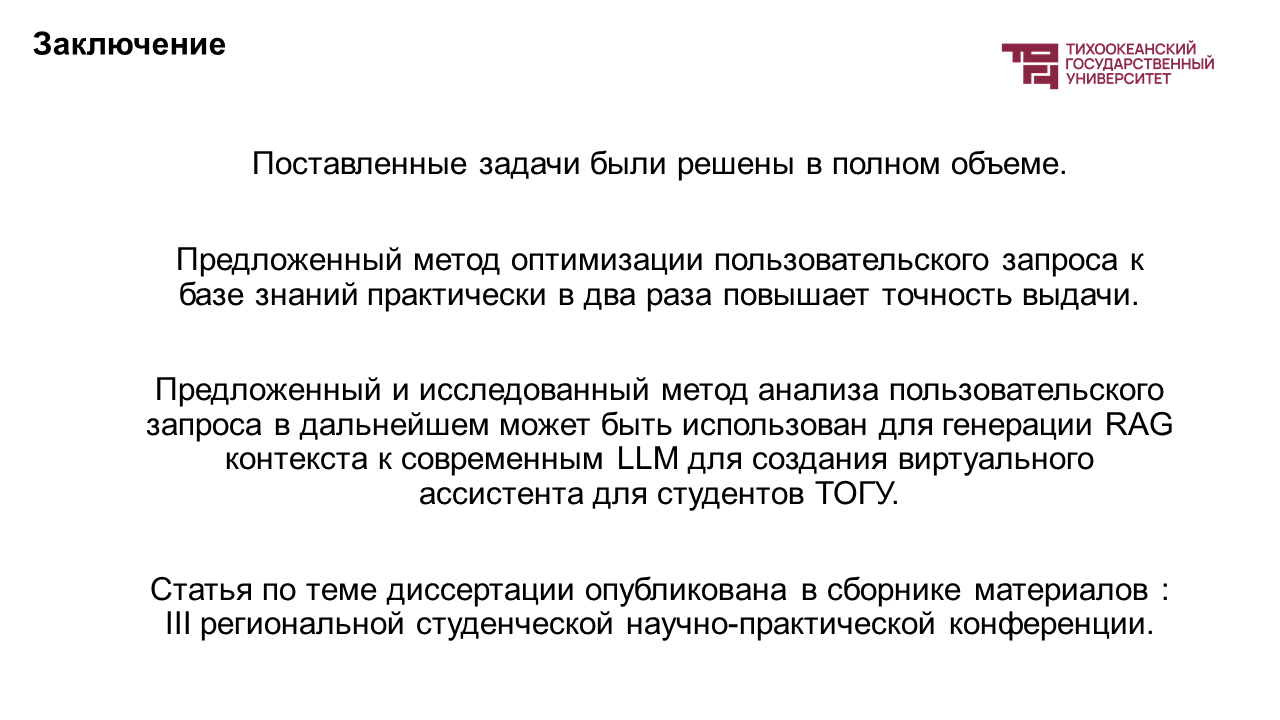 Заключение
ТИХООКЕАНСКИЙ
ГОСУДАРСТВЕННЫЙ
УНИВЕРСИТЕТ
Поставленные задачи были решены в полном объеме.
Предложенный метод оптимизации пользовательского запроса к
базе знаний практически в два раза повышает точность выдачи.
Предложенный и исследованный метод анализа пользовательского
запроса в дальнейшем может быть использован для генерации RAG
контекста к современным LLM для создания виртуального
ассистента для студентов ТОГУ.
Статья по теме диссертации опубликована в сборнике материалов :
III региональной студенческой научно-практической конференции.